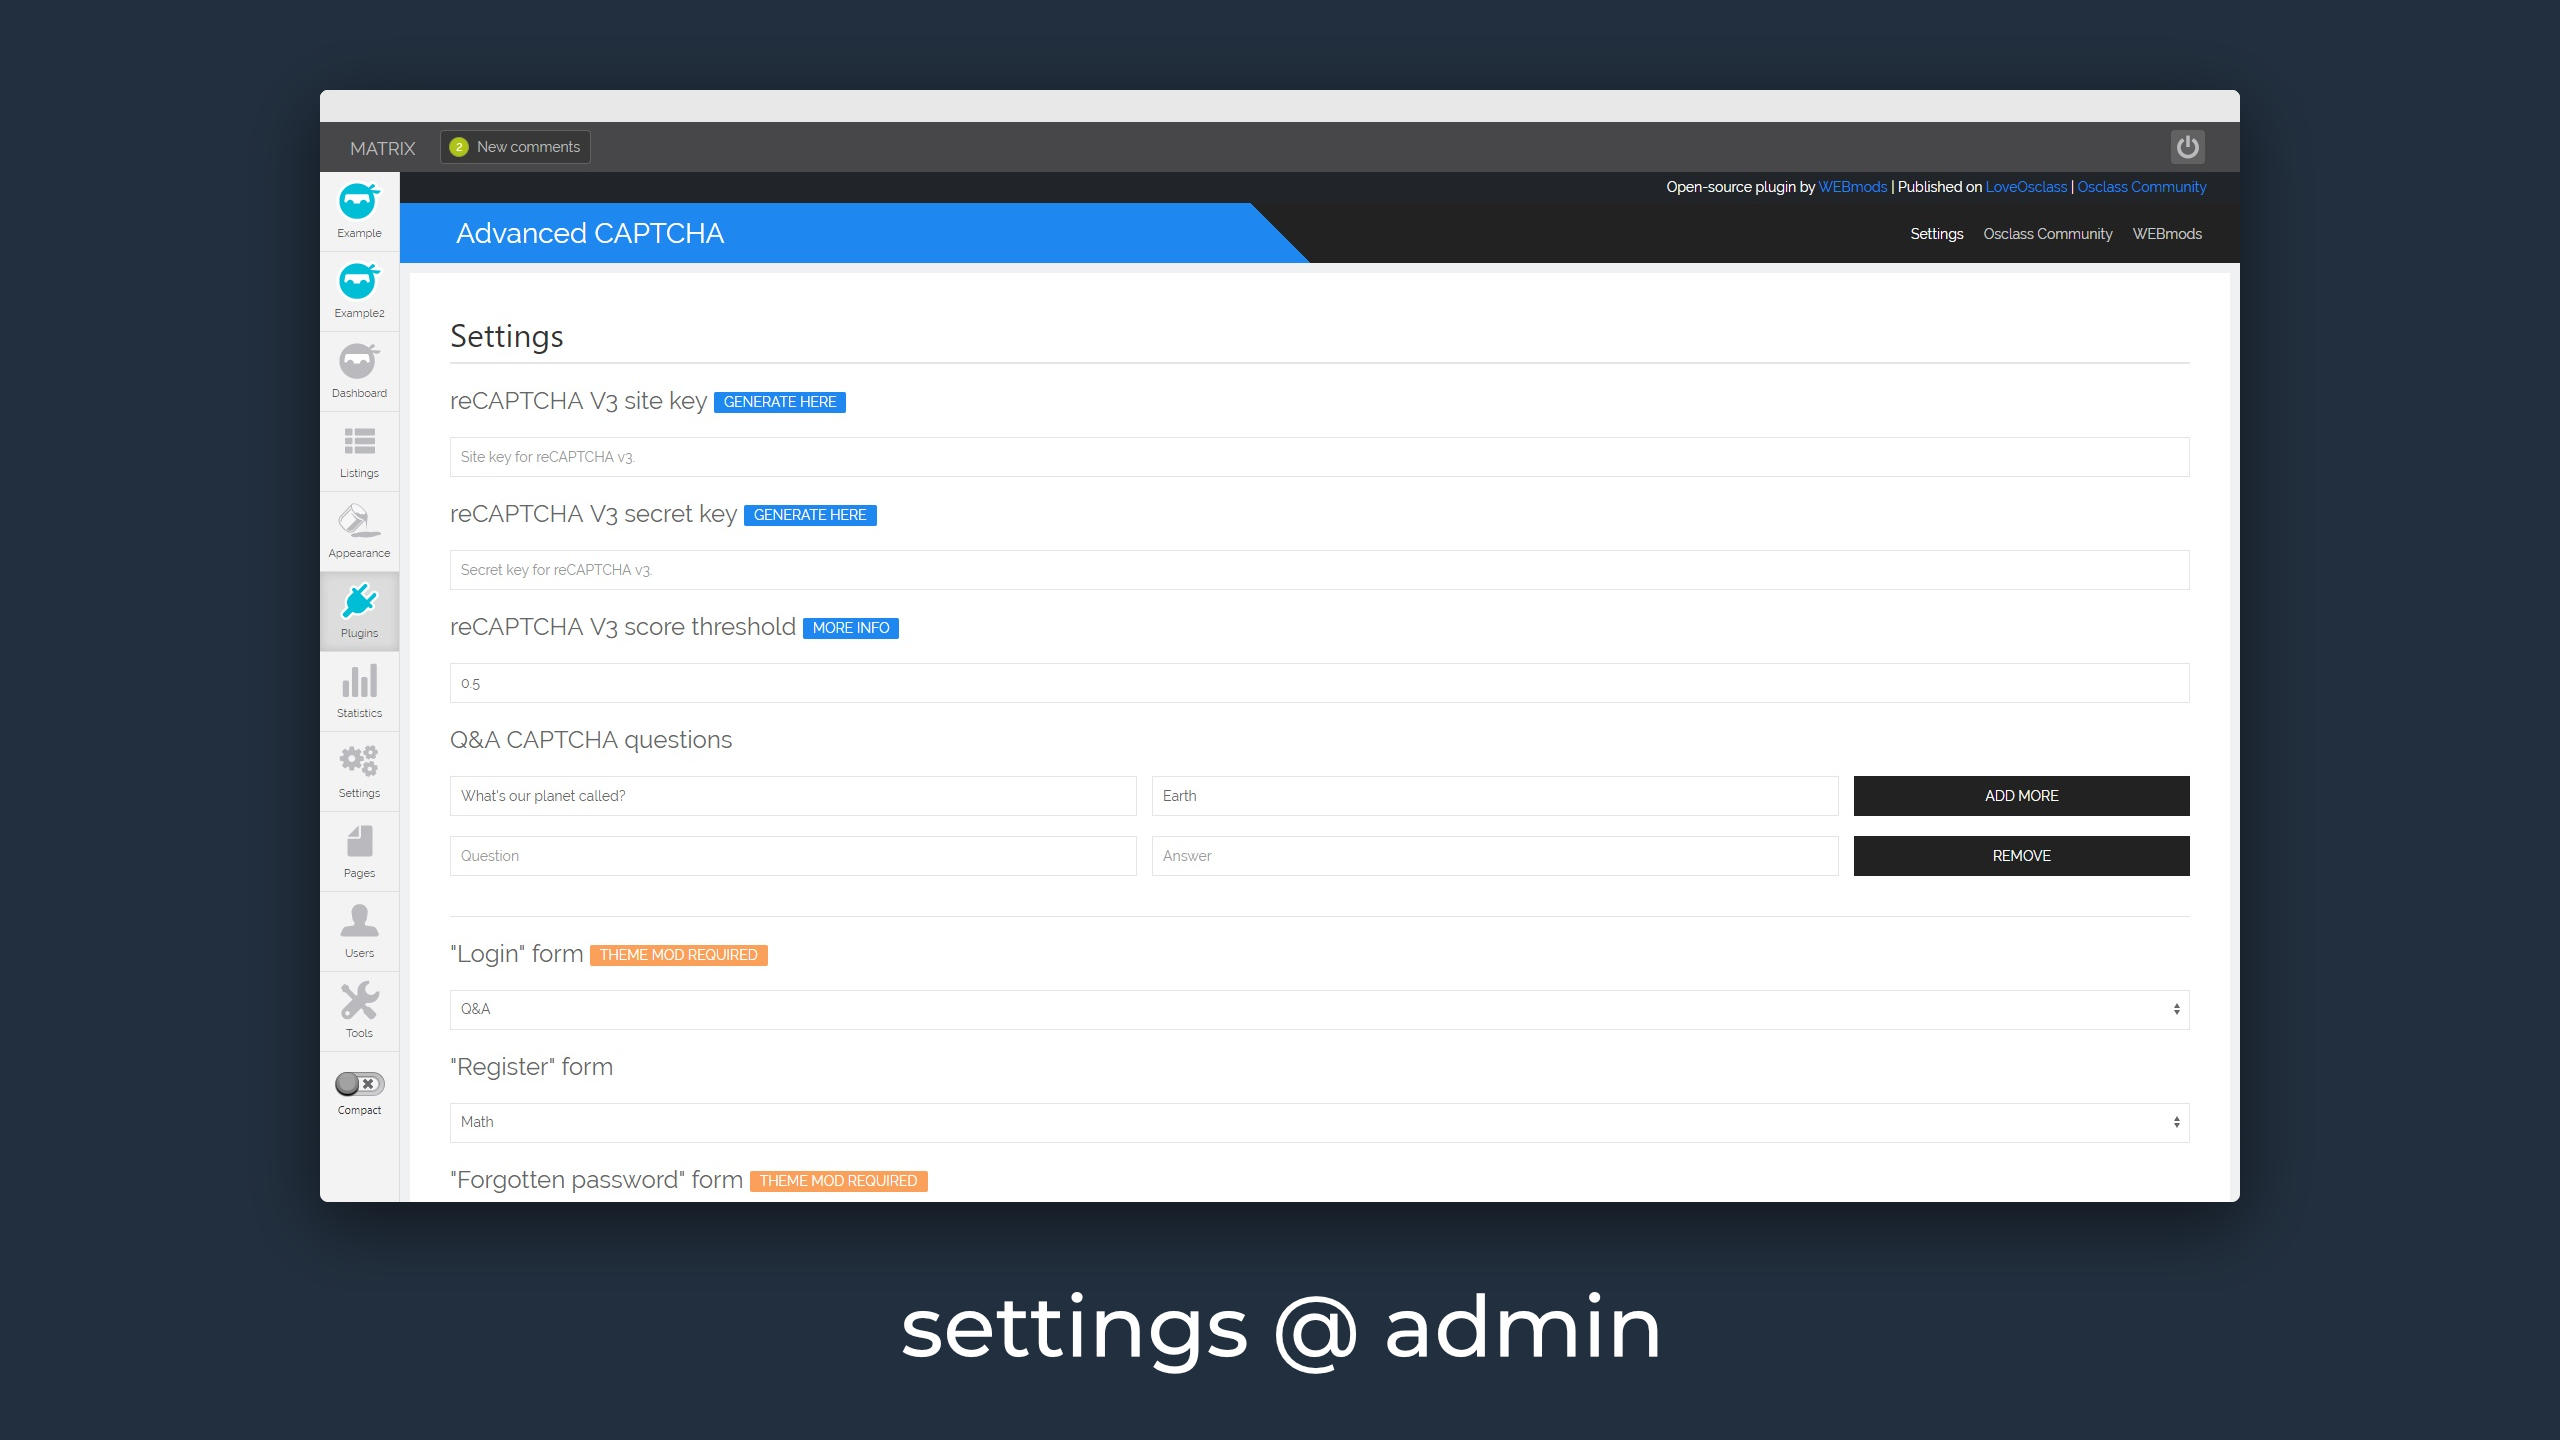 MATRIX
2 New comments
Open-source plugin by WEBmods | Published on LoveOsclass | Osclass Community
Advanced CAPTCHA
Settings Osclass Community WEBmods
Example
Example2
Dashboard
Listings
Appearance
Plugins
Statistics
Settings
Pages
Users
Tools
Compact
Settings
reCAPTCHA V3 site key GENERATE HERE
Site key for reCAPTCHA v3.
reCAPTCHA V3 secret key GENERATE HERE
Secret key for reCAPTCHA v3.
reCAPTCHA V3 score threshold MORE INFO
0.5
Q&A CAPTCHA questions
What's our planet called? Earth ADD MORE
Question Answer REMOVE
"Login" form THEME MOD REQUIRED
Q&A
"Register" form
Math
"Forgotten password" form THEME MOD REQUIRED
settings @ admin